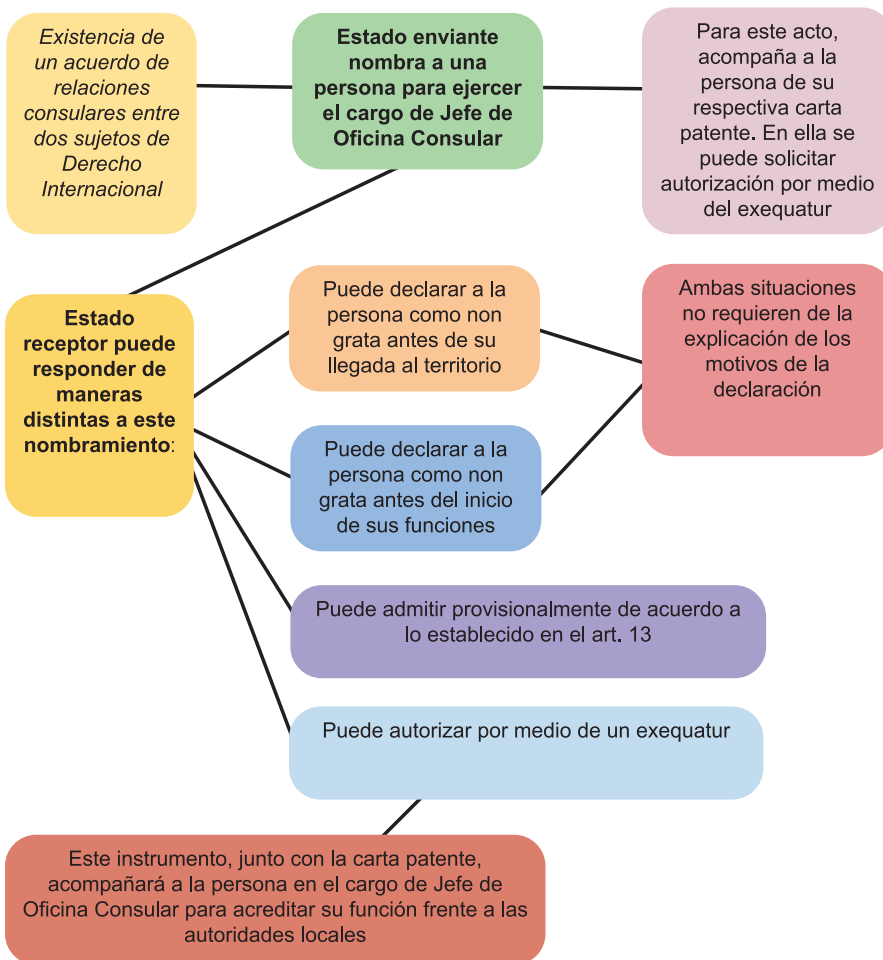 Existencia de
un acuerdo de
relaciones
consulares entre
dos sujetos de
Derecho
Internacional
Estado enviante
nombra a una
persona para ejercer
el cargo de Jefe de
Oficina Consular
Para este acto,
acompaña a la
persona de su
respectiva carta
patente. En ella se
puede solicitar
autorización por medio
del exequatur
Estado
receptor puede
responder de
maneras
distintas a este
nombramiento:
Puede declarar a la
persona como non
grata antes de su
llegada al territorio
Ambas situaciones
no requieren de la
explicación de los
motivos de la
declaración
Puede declarar a la
persona como non
grata antes del inicio
de sus funciones
Puede admitir provisionalmente de acuerdo a
lo establecido en el art. 13
Puede autorizar por medio de un exequatur
Este instrumento, junto con la carta patente,
acompañará a la persona en el cargo de Jefe de
Oficina Consular para acreditar su función frente a las
autoridades locales